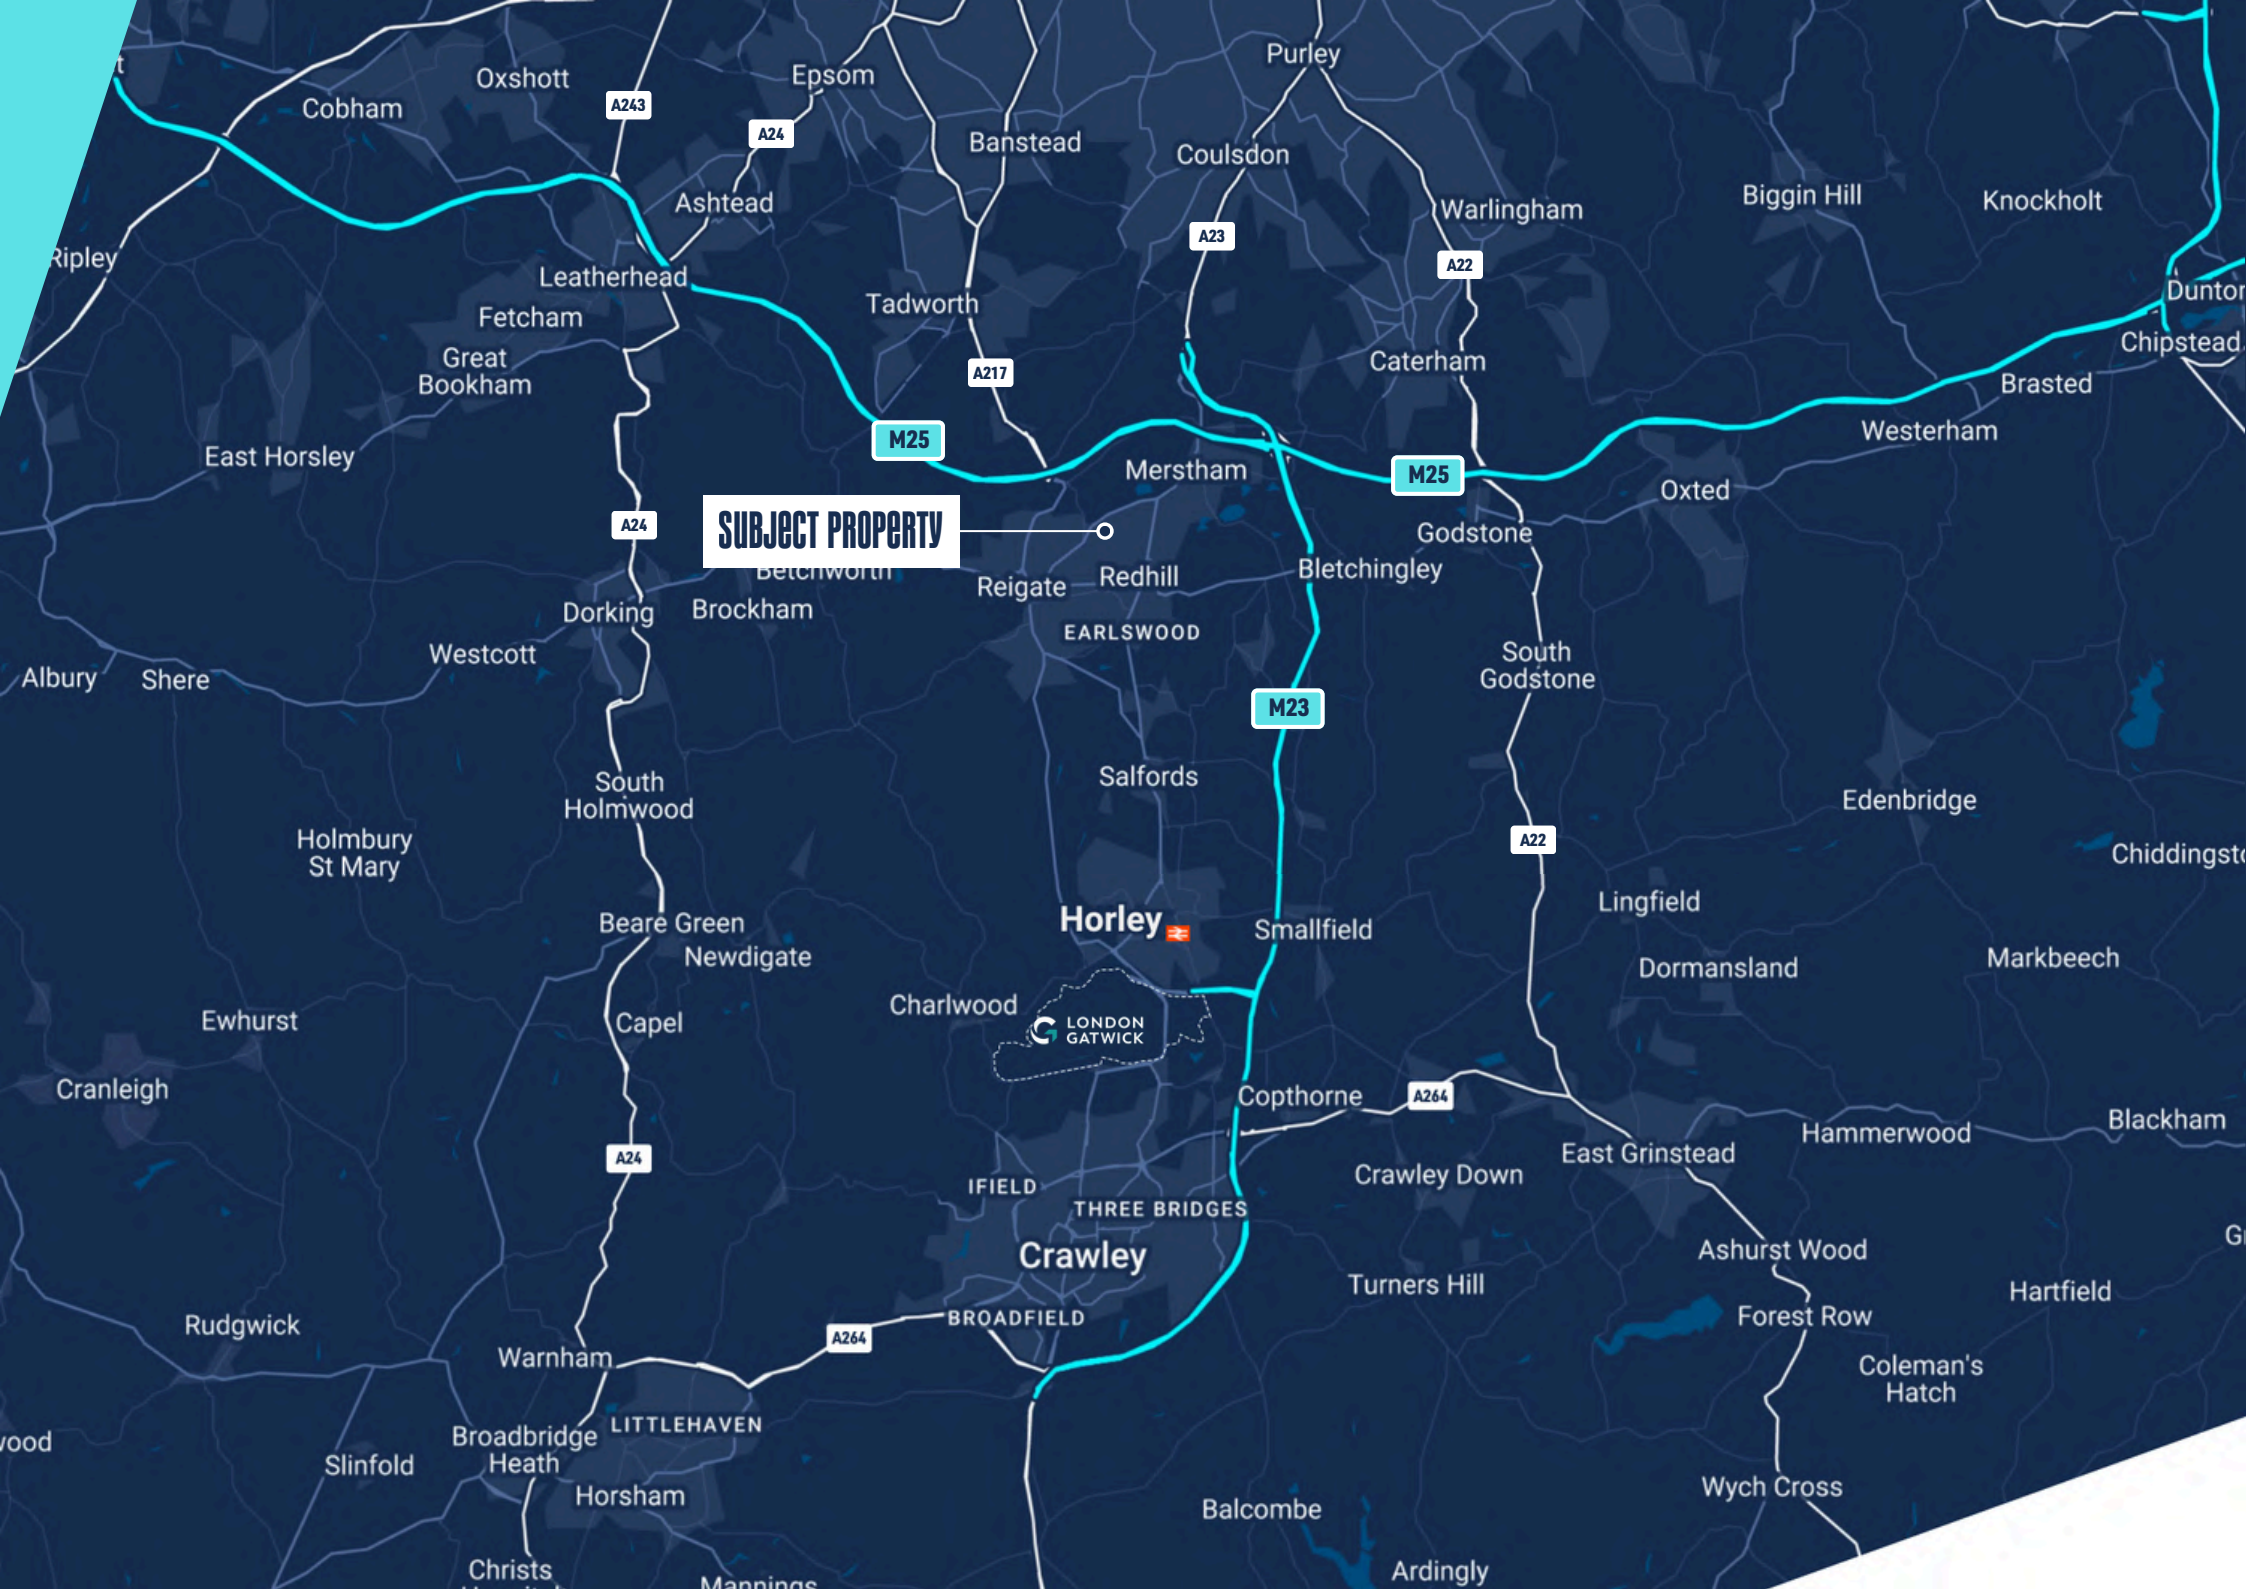 Purley
Oxshott
Epsom
Cobham
A243
A24
Banstead
Coulsdon
Ashtead
Biggin Hill
Knockholt
Warlingham
A23
A22
Ripley
Leatherhead
Tadworth
Fetcham
Chipstead
Great
Bookham
A217
Caterham
Brasted
M25
Westerham
East Horsley
Merstham
M25
Oxted
A24
SUBJECT PROPERTY
Godstone
Betchworth
Reigate
Redhill
Bletchingley
Dorking
Brockham
EARLSWOOD
Westcott
South
Godstone
Albury
Shere
M23
South
Holmwood
Salfords
Edenbridge
Holmbury
St Mary
A22
Lingfield
Beare Green
Horley
Smallfield
Newdigate
Dormansland
Markbeech
Charlwood
Ewhurst
Capel
LONDON
GATWICK
Cranleigh
Copthorne
A264
Blackham
Hammerwood
A24
East Grinstead
Crawley Down
IFIELD
THREE BRIDGES
Crawley
Ashurst Wood
Turners Hill
Hartfield
Rudgwick
BROADFIELD
Forest Row
A264
Warnham
Coleman's
Hatch
LITTLEHAVEN
Broadbridge
Heath
Slinfold
Horsham
Wych Cross
Balcombe
Christs
Ardingly
Mannings